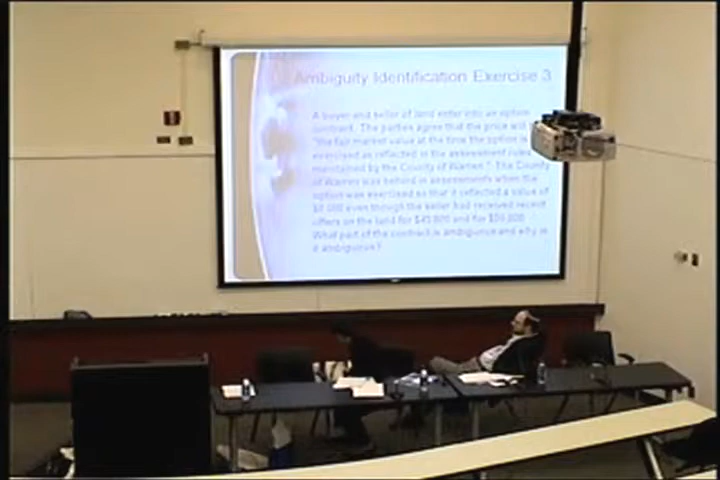 Ambiguity Identification Exercise 3
A buyer and seller of land enter into an option
contract. The parties agree that the price will
"the fair market value at the time the option is
exercised as reflected in the assessment rules
maintained by the County of Warren." The County
of Warren was behind in assessments when the
option was exercised so that it reflected a value of
even though the seller had received recent
offers on the land for and for
What part of the contract is ambiguous and why is
it ambiguous?